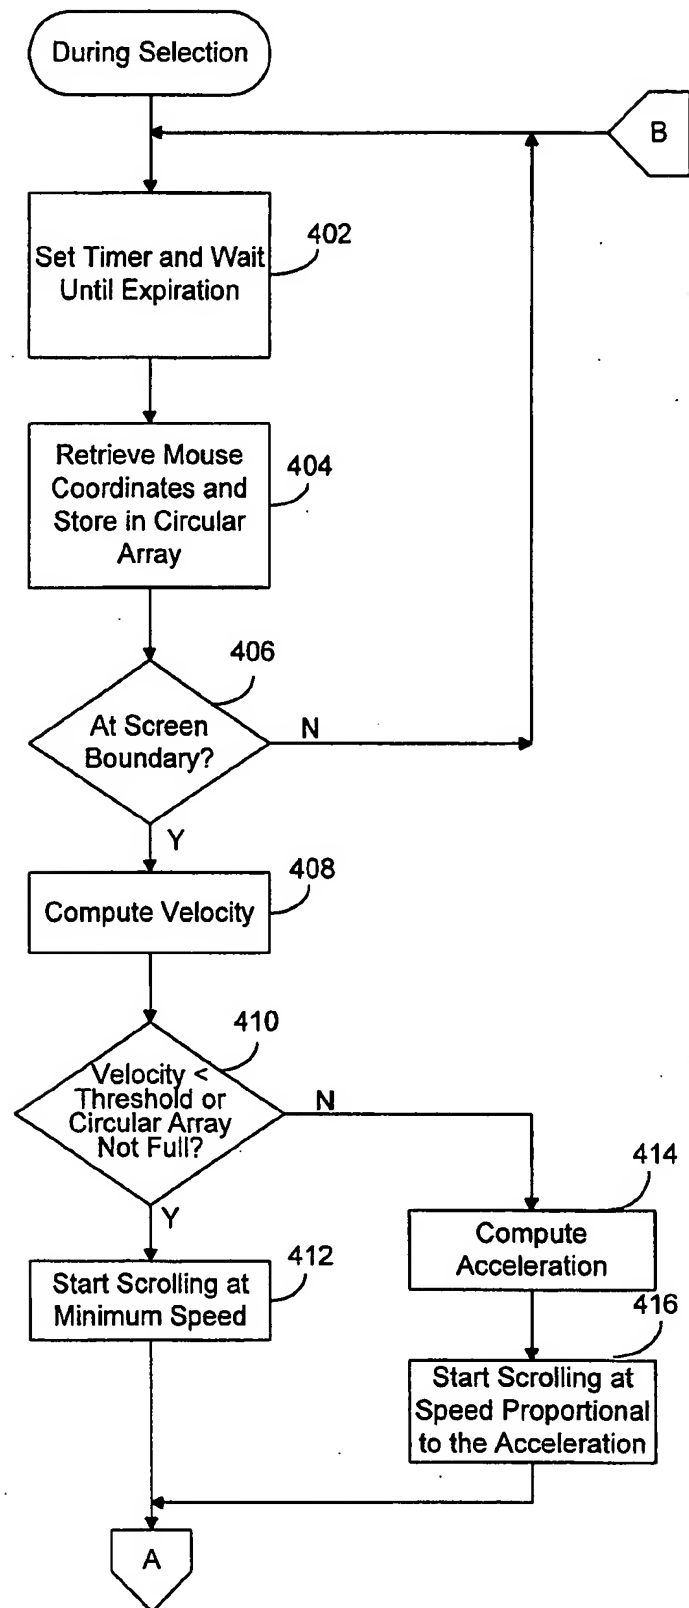 During Selection
B
Set Timer and Wait
Until Expiration
402
Retrieve Mouse
Coordinates and
Store in Circular
Array
404
406
At Screen
Boundary?
N
Y
408
Compute Velocity
410
Velocity <
Threshold or
Circular Array
Not Full?
N
Y
414
Compute
Acceleration
412
Start Scrolling at
Minimum Speed
416
Start Scrolling at
Speed Proportional
to the Acceleration
A